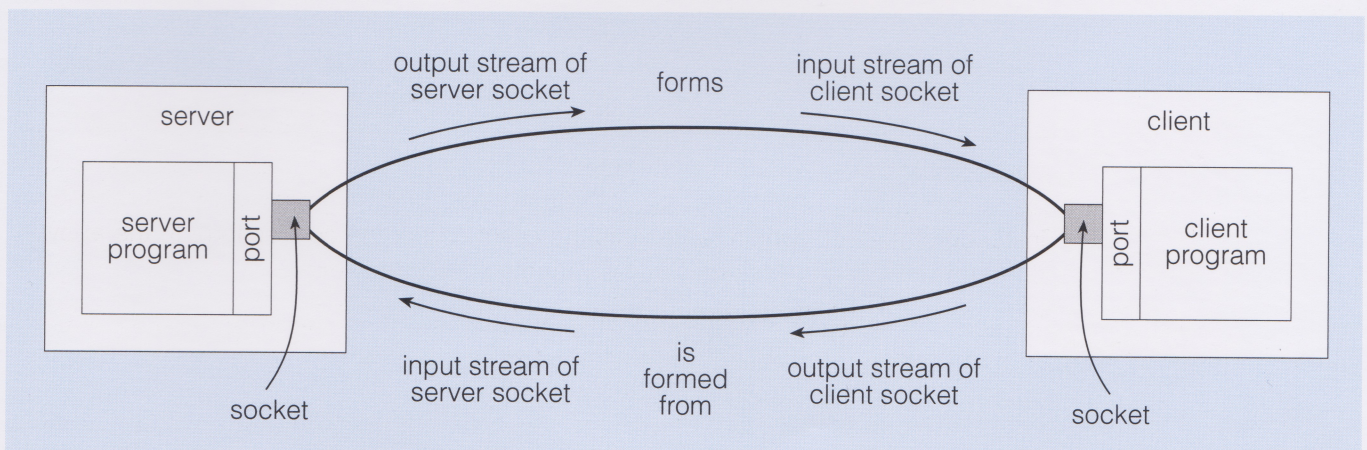 output stream of
server socket
forms
input stream of
client socket
server
client
server
program
port
port
client
program
input stream of
server socket
is
formed
from
output stream of
client socket
socket
socket